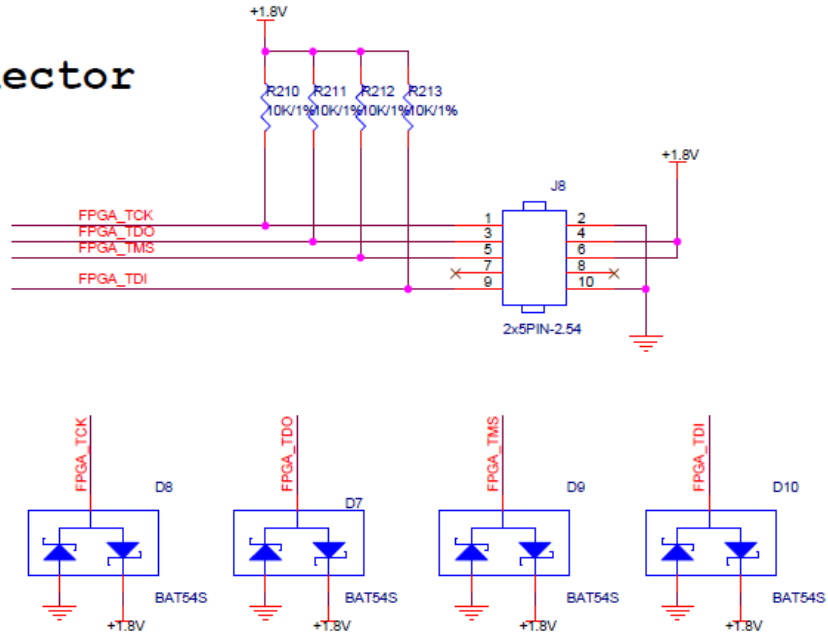 +1.8V
ector
R210 R211 R212 R213
10K/1% 10K/1% 10K/1% 10K/1%
+1.8V
J8
FPGA_TCK 1 2
FPGA_TDO 3 4
FPGA_TMS 5 6
7 8
FPGA_TDI 9 10
2x5PIN-2.54
FPGA_TCK FPGA_TDO FPGA_TMS FPGA_TDI
D8 D7 D9 D10
BAT54S BAT54S BAT54S BAT54S
+1.8V +1.8V +1.8V +1.8V